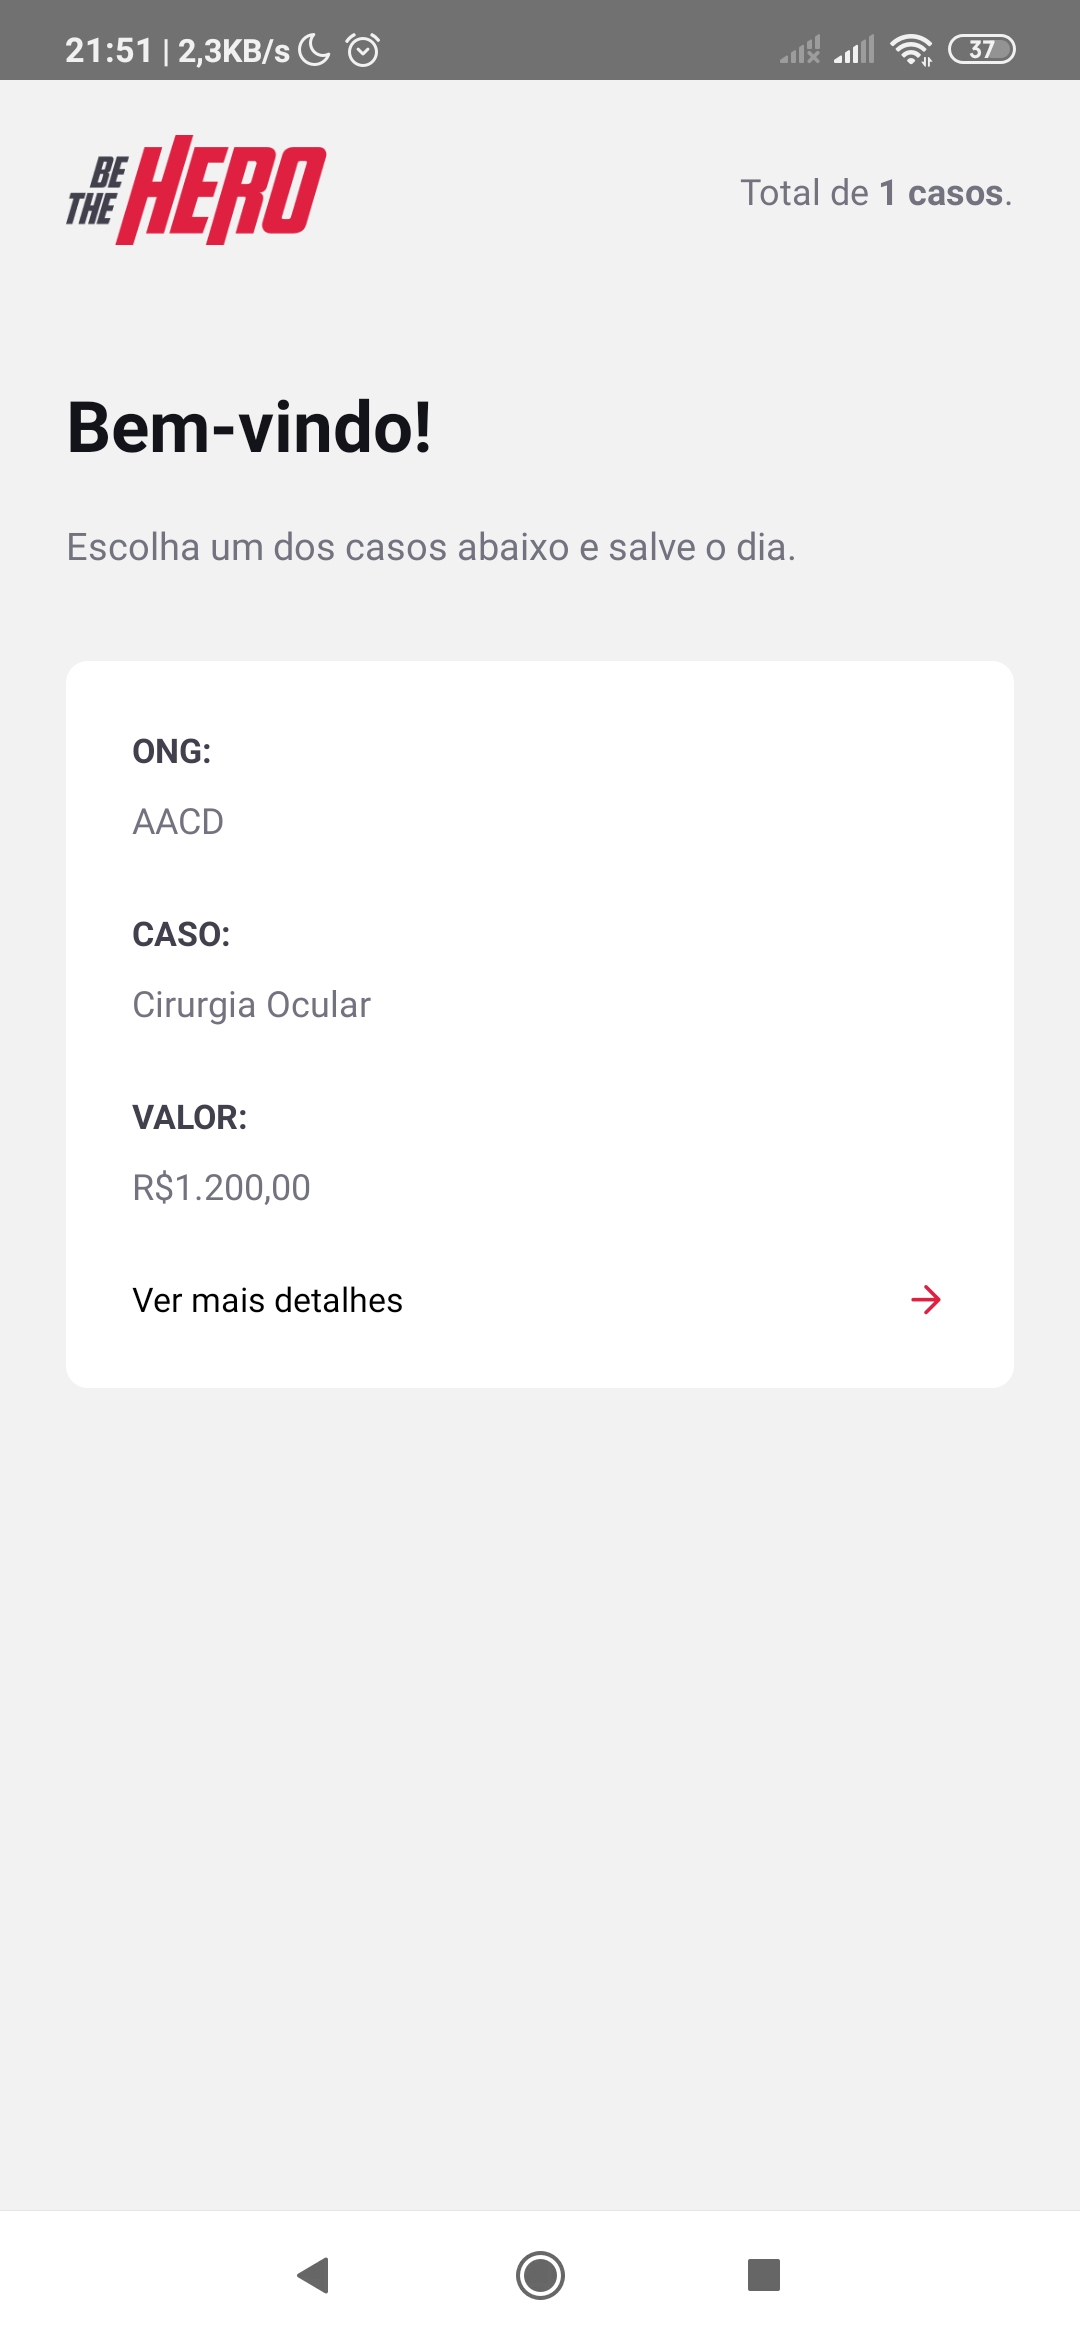 21:51 | 2,3KB/s
37
BE THE HERO
Total de 1 casos.
Bem-vindo!
Escolha um dos casos abaixo e salve o dia.
ONG:
AACD
CASO:
Cirurgia Ocular
VALOR:
R$1.200,00
Ver mais detalhes